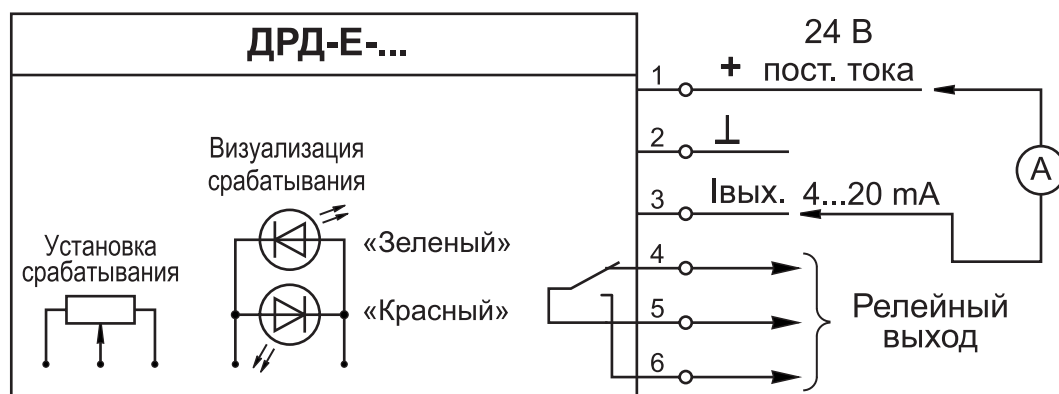 ДРД-Е-...
24 В
1 + пост. тока
2 ⊥
3 Iвых. 4...20 mA
А
Визуализация
срабатывания
«Зеленый»
«Красный»
Установка
срабатывания
4
5
6
Релейный
выход